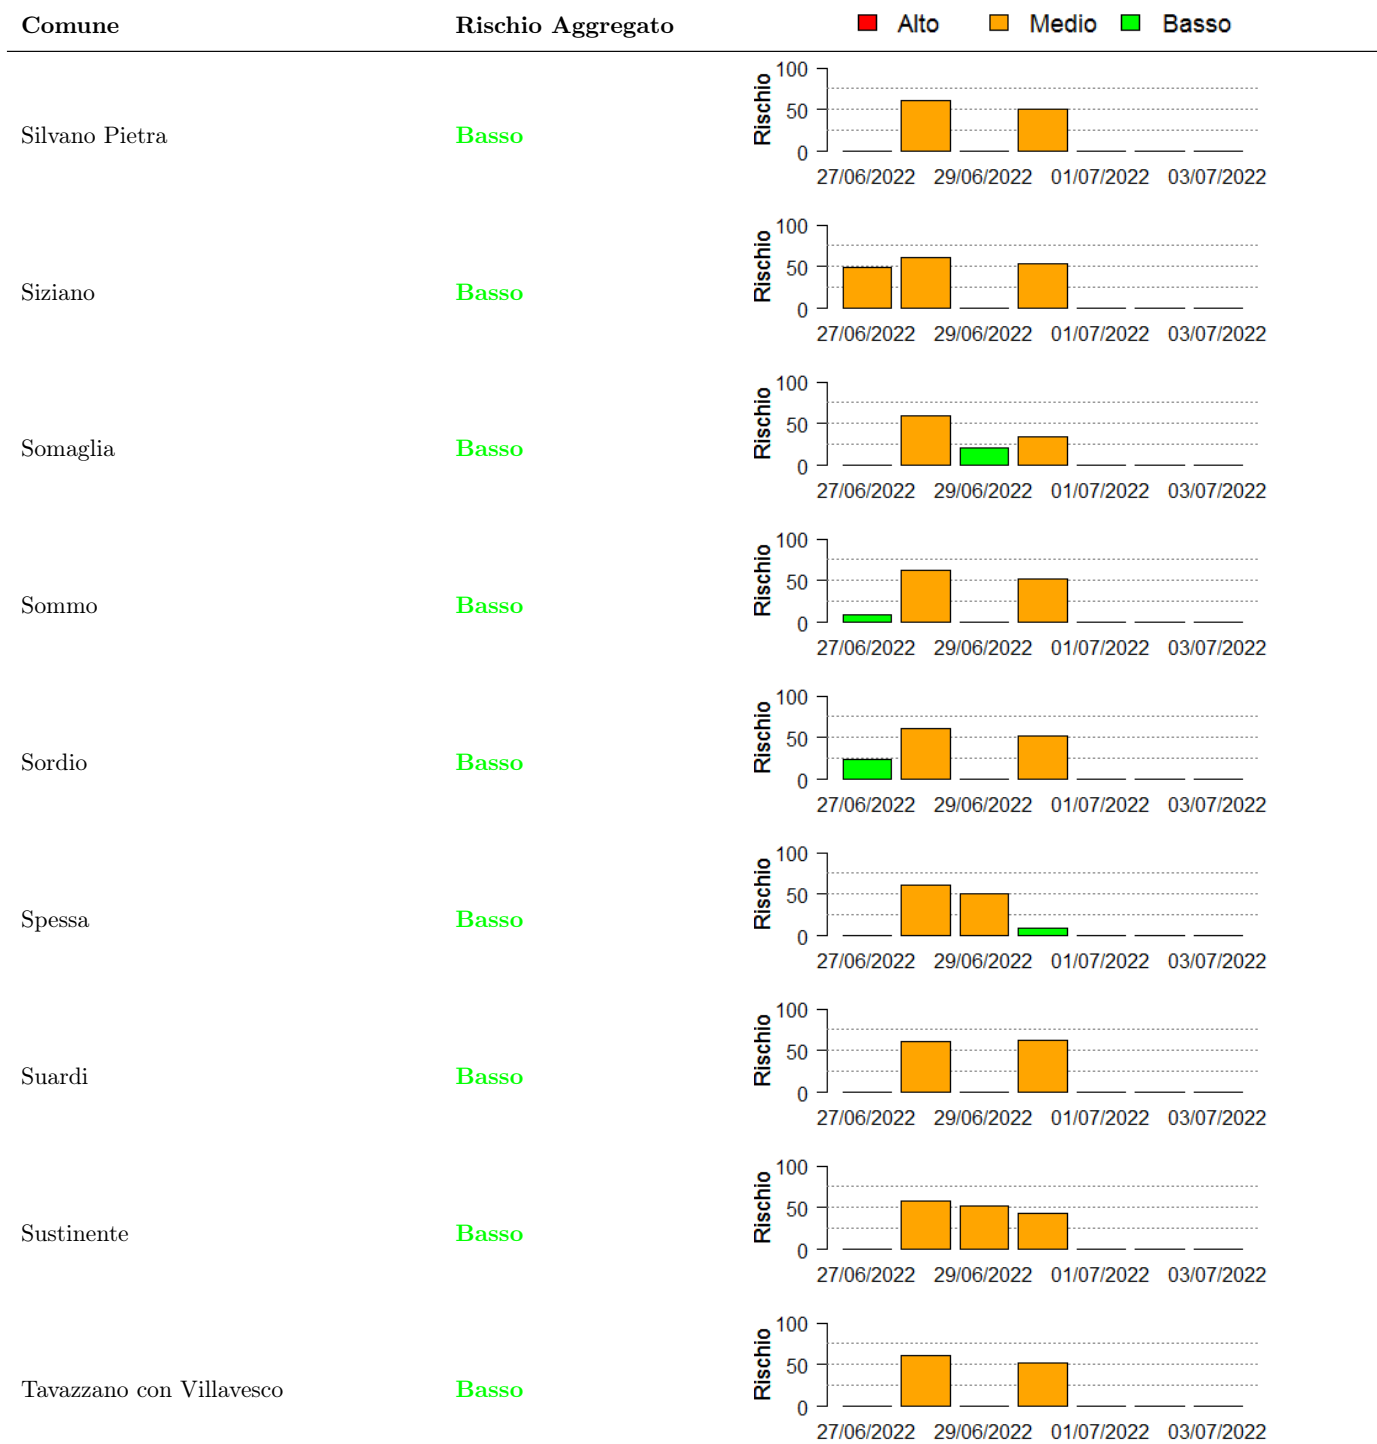 Comune Rischio Aggregato Alto Medio Basso
Silvano Pietra Basso Rischio 100 50 0
27/06/2022 29/06/2022 01/07/2022 03/07/2022
Siziano Basso Rischio 100 50 0
27/06/2022 29/06/2022 01/07/2022 03/07/2022
Somaglia Basso Rischio 100 50 0
27/06/2022 29/06/2022 01/07/2022 03/07/2022
Sommo Basso Rischio 100 50 0
27/06/2022 29/06/2022 01/07/2022 03/07/2022
Sordio Basso Rischio 100 50 0
27/06/2022 29/06/2022 01/07/2022 03/07/2022
Spessa Basso Rischio 100 50 0
27/06/2022 29/06/2022 01/07/2022 03/07/2022
Suardi Basso Rischio 100 50 0
27/06/2022 29/06/2022 01/07/2022 03/07/2022
Sustinente Basso Rischio 100 50 0
27/06/2022 29/06/2022 01/07/2022 03/07/2022
Tavazzano con Villavesco Basso Rischio 100 50 0
27/06/2022 29/06/2022 01/07/2022 03/07/2022